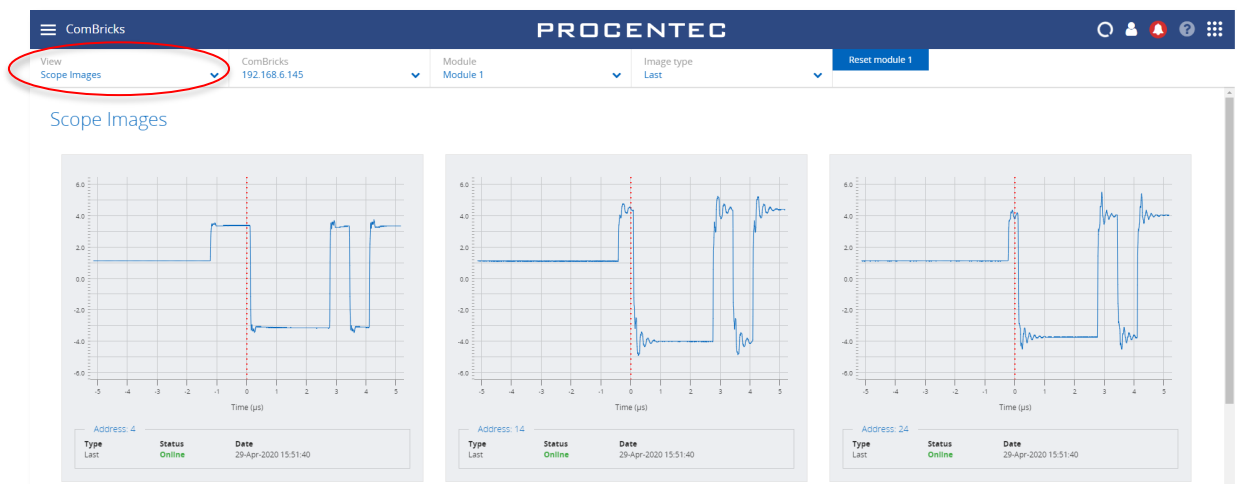 ComBricks PROCENTEC
View ComBricks Module Image type Reset module 1
Scope Images 192.168.6.145 Module 1 Last
Scope Images
6.0 6.0 6.0
4.0 4.0 4.0
2.0 2.0 2.0
0.0 0.0 0.0
-2.0 -2.0 -2.0
-4.0 -4.0 -4.0
-6.0 -6.0 -6.0
-5 -4 -3 -2 -1 0 1 2 3 4 5 -5 -4 -3 -2 -1 0 1 2 3 4 5 -5 -4 -3 -2 -1 0 1 2 3 4 5
Time (µs) Time (µs) Time (µs)
Address: 4 Address: 14 Address: 24
Type Status Date Type Status Date Type Status Date
Last Online 29-Apr-2020 15:51:40 Last Online 29-Apr-2020 15:51:40 Last Online 29-Apr-2020 15:51:40